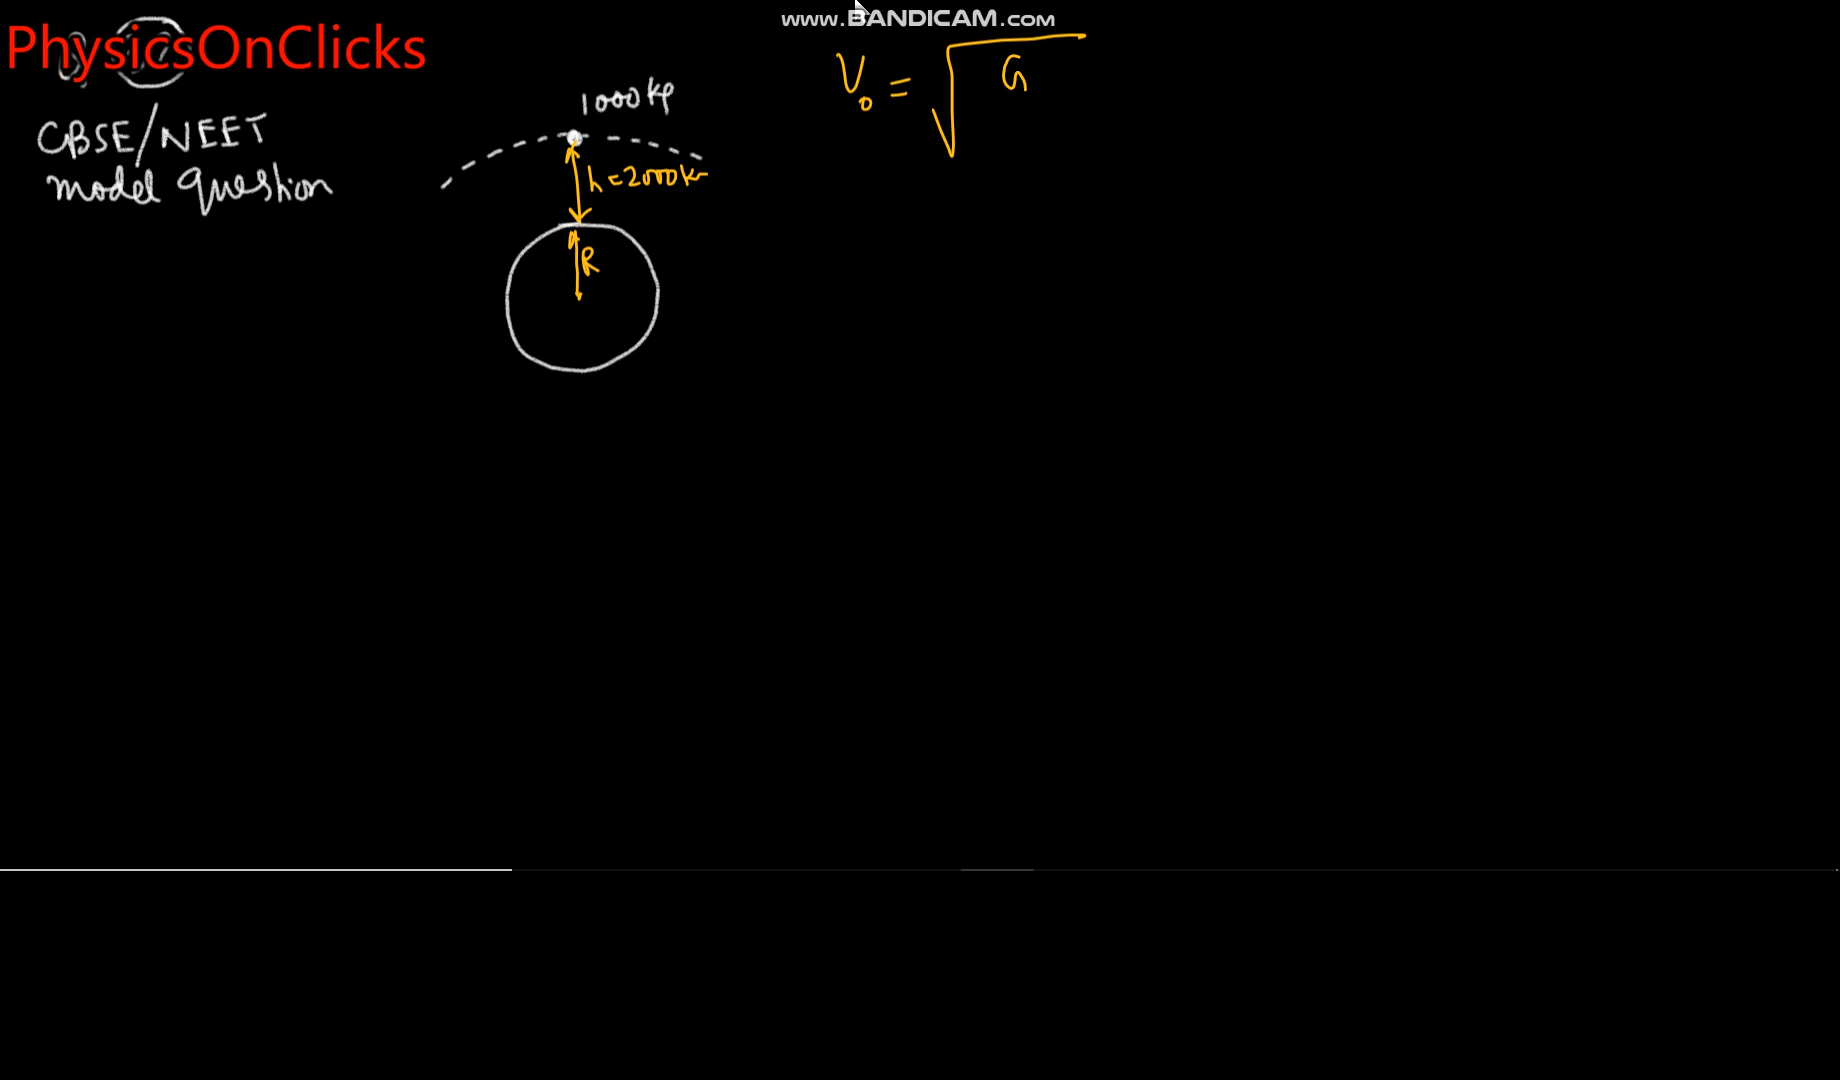 www.BANDICAM.com
PhysicsOnClicks
CBSE/NEET
model question
1000 kg
h = 2000 km
R
V₀ = √G